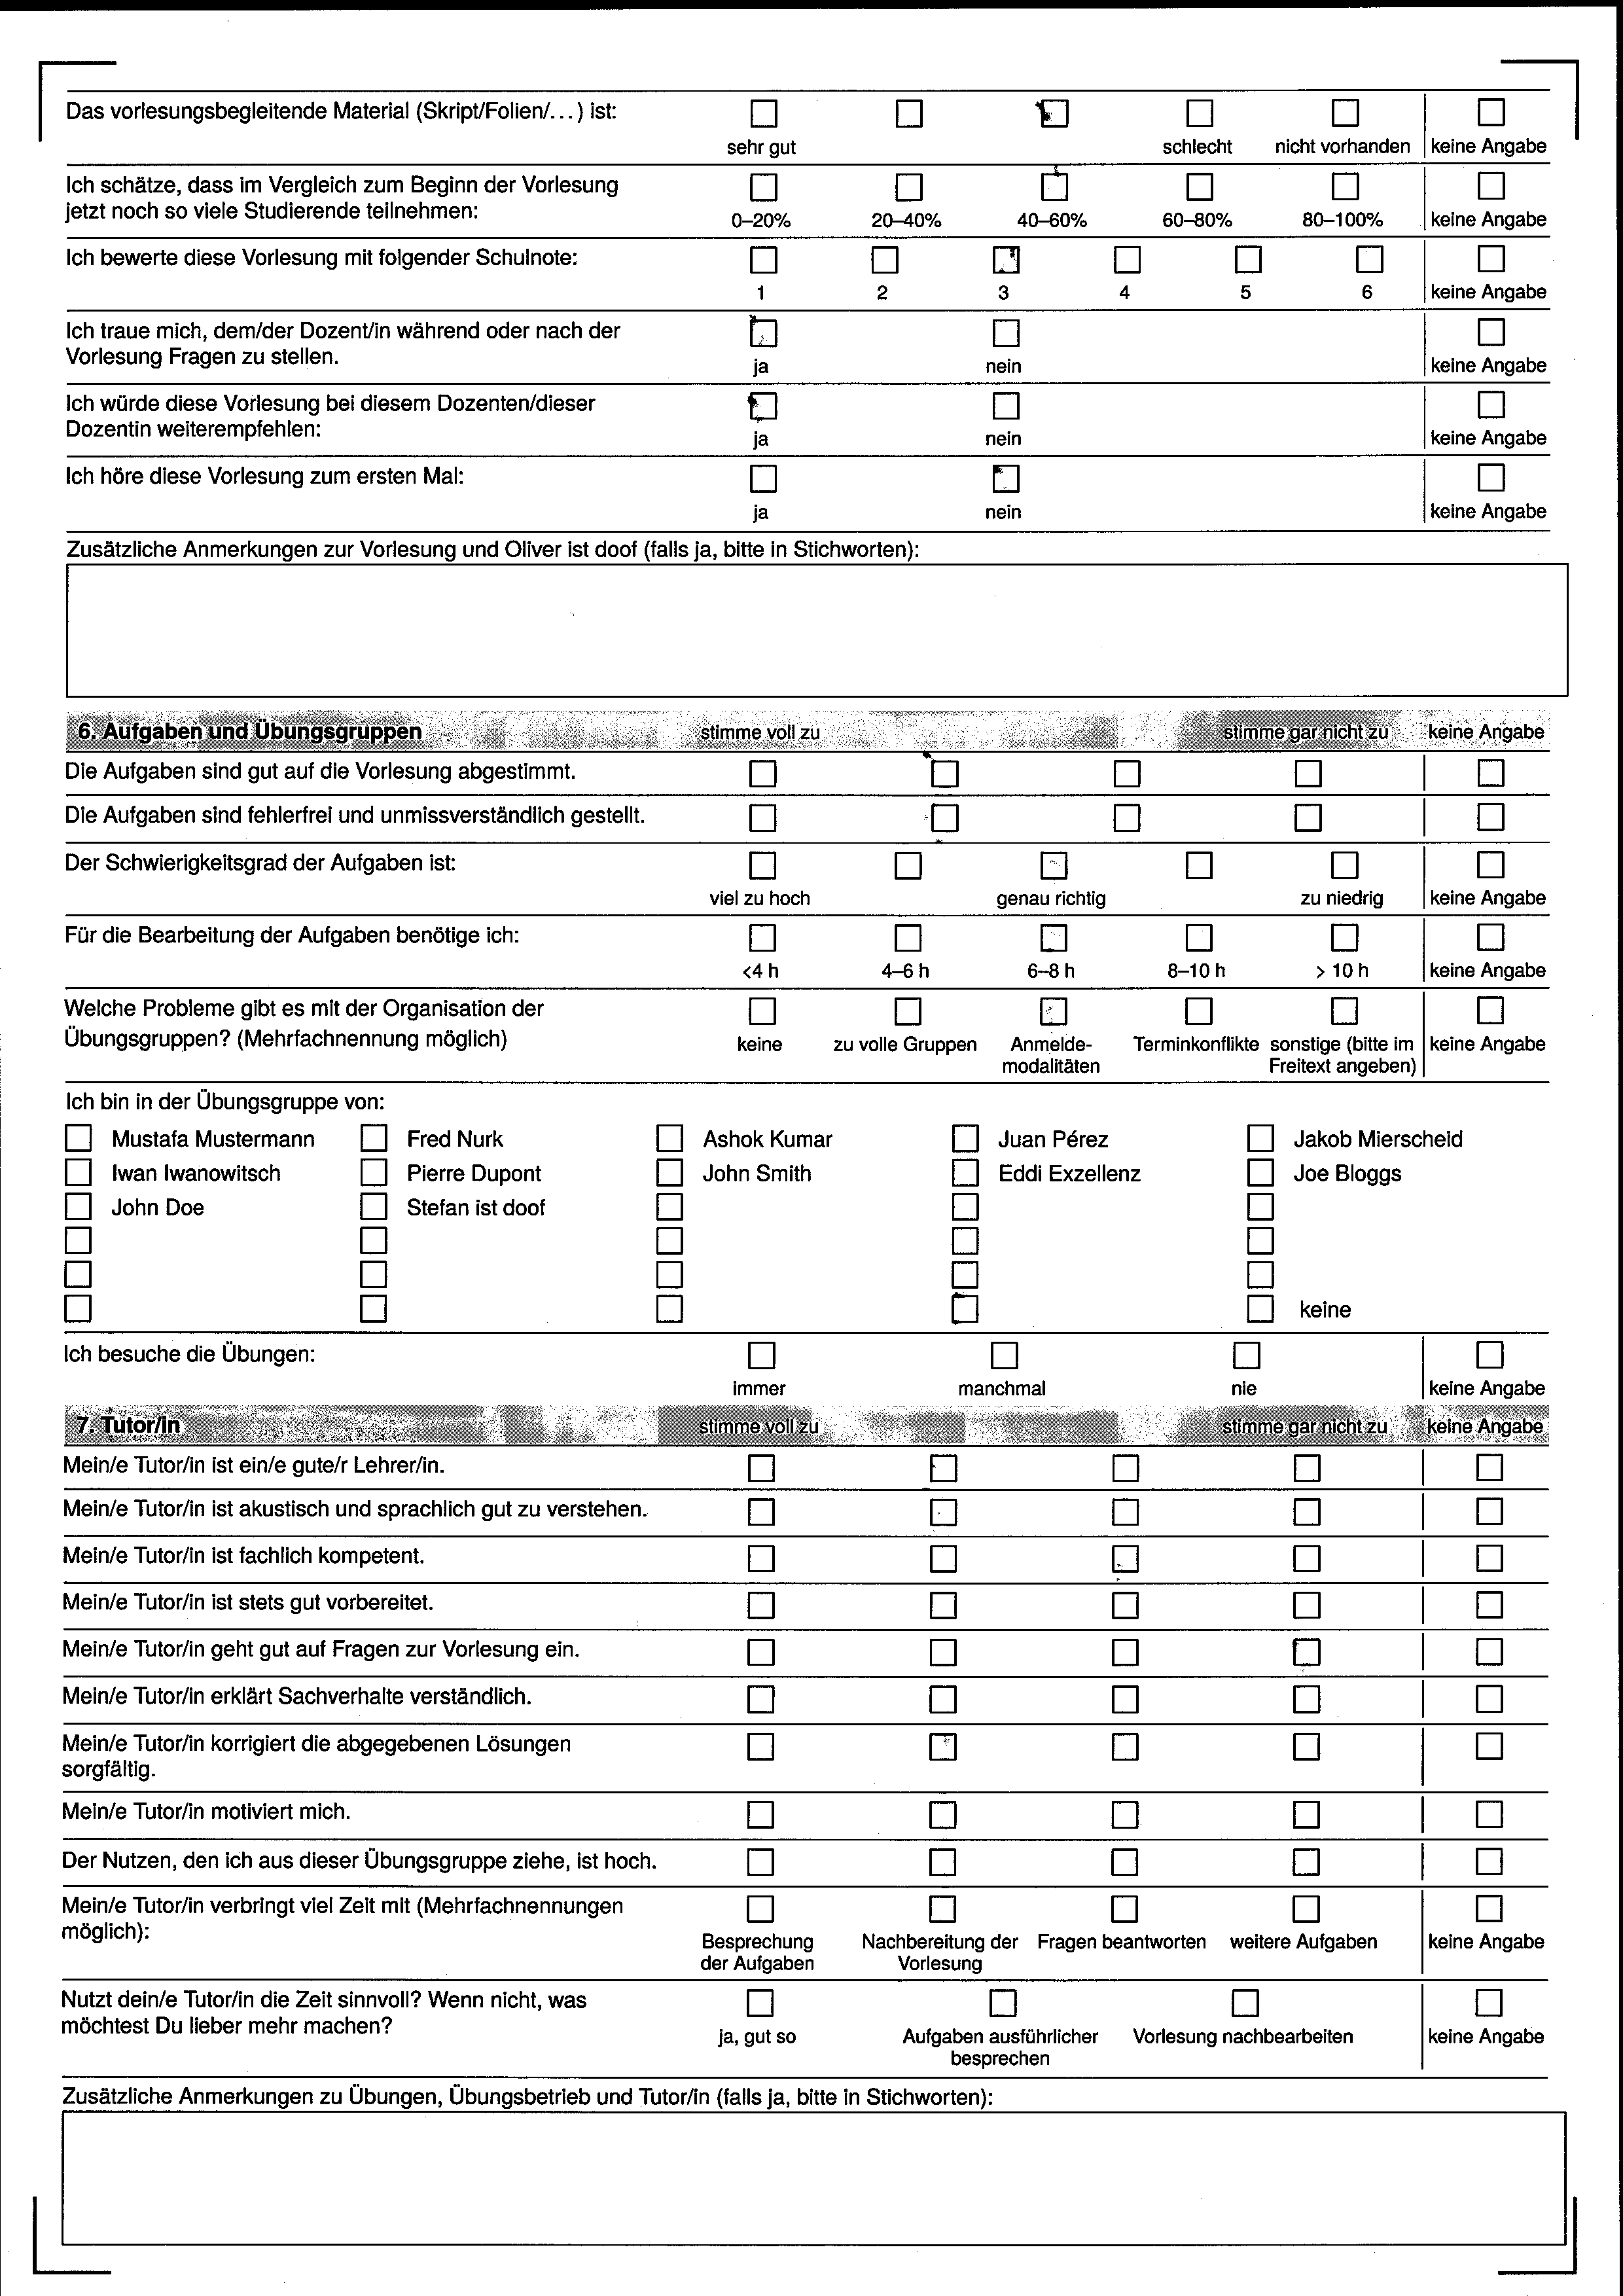 Das vorlesungsbegleitende Material (Skript/Folien/…) ist:
sehr gut schlecht nicht vorhanden keine Angabe
Ich schätze, dass im Vergleich zum Beginn der Vorlesung
jetzt noch so viele Studierende teilnehmen:
0–20% 20–40% 40–60% 60–80% 80–100% keine Angabe
Ich bewerte diese Vorlesung mit folgender Schulnote:
1 2 3 4 5 6 keine Angabe
Ich traue mich, dem/der Dozent/in während oder nach der
Vorlesung Fragen zu stellen.
ja nein keine Angabe
Ich würde diese Vorlesung bei diesem Dozenten/dieser
Dozentin weiterempfehlen:
ja nein keine Angabe
Ich höre diese Vorlesung zum ersten Mal:
ja nein keine Angabe
Zusätzliche Anmerkungen zur Vorlesung und Oliver ist doof (falls ja, bitte in Stichworten):
6. Aufgaben und Übungsgruppen stimme voll zu stimme gar nicht zu keine Angabe
Die Aufgaben sind gut auf die Vorlesung abgestimmt.
Die Aufgaben sind fehlerfrei und unmissverständlich gestellt.
Der Schwierigkeitsgrad der Aufgaben ist:
viel zu hoch genau richtig zu niedrig keine Angabe
Für die Bearbeitung der Aufgaben benötige ich:
<4 h 4–6 h 6–8 h 8–10 h > 10 h keine Angabe
Welche Probleme gibt es mit der Organisation der
Übungsgruppen? (Mehrfachnennung möglich)
keine zu volle Gruppen Anmelde- Terminkonflikte sonstige (bitte im keine Angabe
modalitäten Freitext angeben)
Ich bin in der Übungsgruppe von:
Mustafa Mustermann Fred Nurk Ashok Kumar Juan Pérez Jakob Mierscheid
Iwan Iwanowitsch Pierre Dupont John Smith Eddi Exzellenz Joe Bloggs
John Doe Stefan ist doof
keine
Ich besuche die Übungen:
immer manchmal nie keine Angabe
7. Tutor/in stimme voll zu stimme gar nicht zu keine Angabe
Mein/e Tutor/in ist ein/e gute/r Lehrer/in.
Mein/e Tutor/in ist akustisch und sprachlich gut zu verstehen.
Mein/e Tutor/in ist fachlich kompetent.
Mein/e Tutor/in ist stets gut vorbereitet.
Mein/e Tutor/in geht gut auf Fragen zur Vorlesung ein.
Mein/e Tutor/in erklärt Sachverhalte verständlich.
Mein/e Tutor/in korrigiert die abgegebenen Lösungen
sorgfältig.
Mein/e Tutor/in motiviert mich.
Der Nutzen, den ich aus dieser Übungsgruppe ziehe, ist hoch.
Mein/e Tutor/in verbringt viel Zeit mit (Mehrfachnennungen
möglich):
Besprechung Nachbereitung der Fragen beantworten weitere Aufgaben keine Angabe
der Aufgaben Vorlesung
Nutzt dein/e Tutor/in die Zeit sinnvoll? Wenn nicht, was
möchtest Du lieber mehr machen?
ja, gut so Aufgaben ausführlicher Vorlesung nachbearbeiten keine Angabe
besprechen
Zusätzliche Anmerkungen zu Übungen, Übungsbetrieb und Tutor/in (falls ja, bitte in Stichworten):